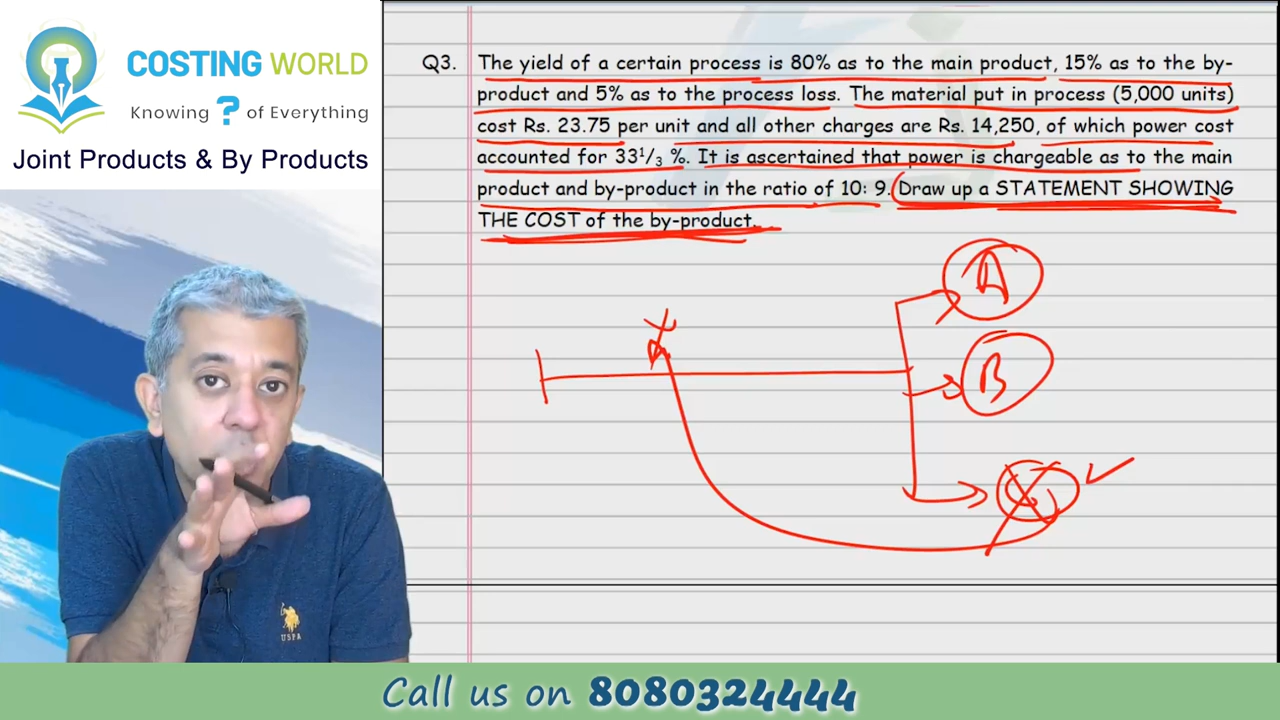 COSTING WORLD
Knowing ? of Everything
Joint Products & By Products
Q3. The yield of a certain process is 80% as to the main product, 15% as to the by-
product and 5% as to the process loss. The material put in process (5,000 units)
cost Rs. 23.75 per unit and all other charges are Rs. 14,250, of which power cost
accounted for 33 1/3 %. It is ascertained that power is chargeable as to the main
product and by-product in the ratio of 10: 9. Draw up a STATEMENT SHOWING
THE COST of the by-product.
A
B
USPA
Call us on 8080324444